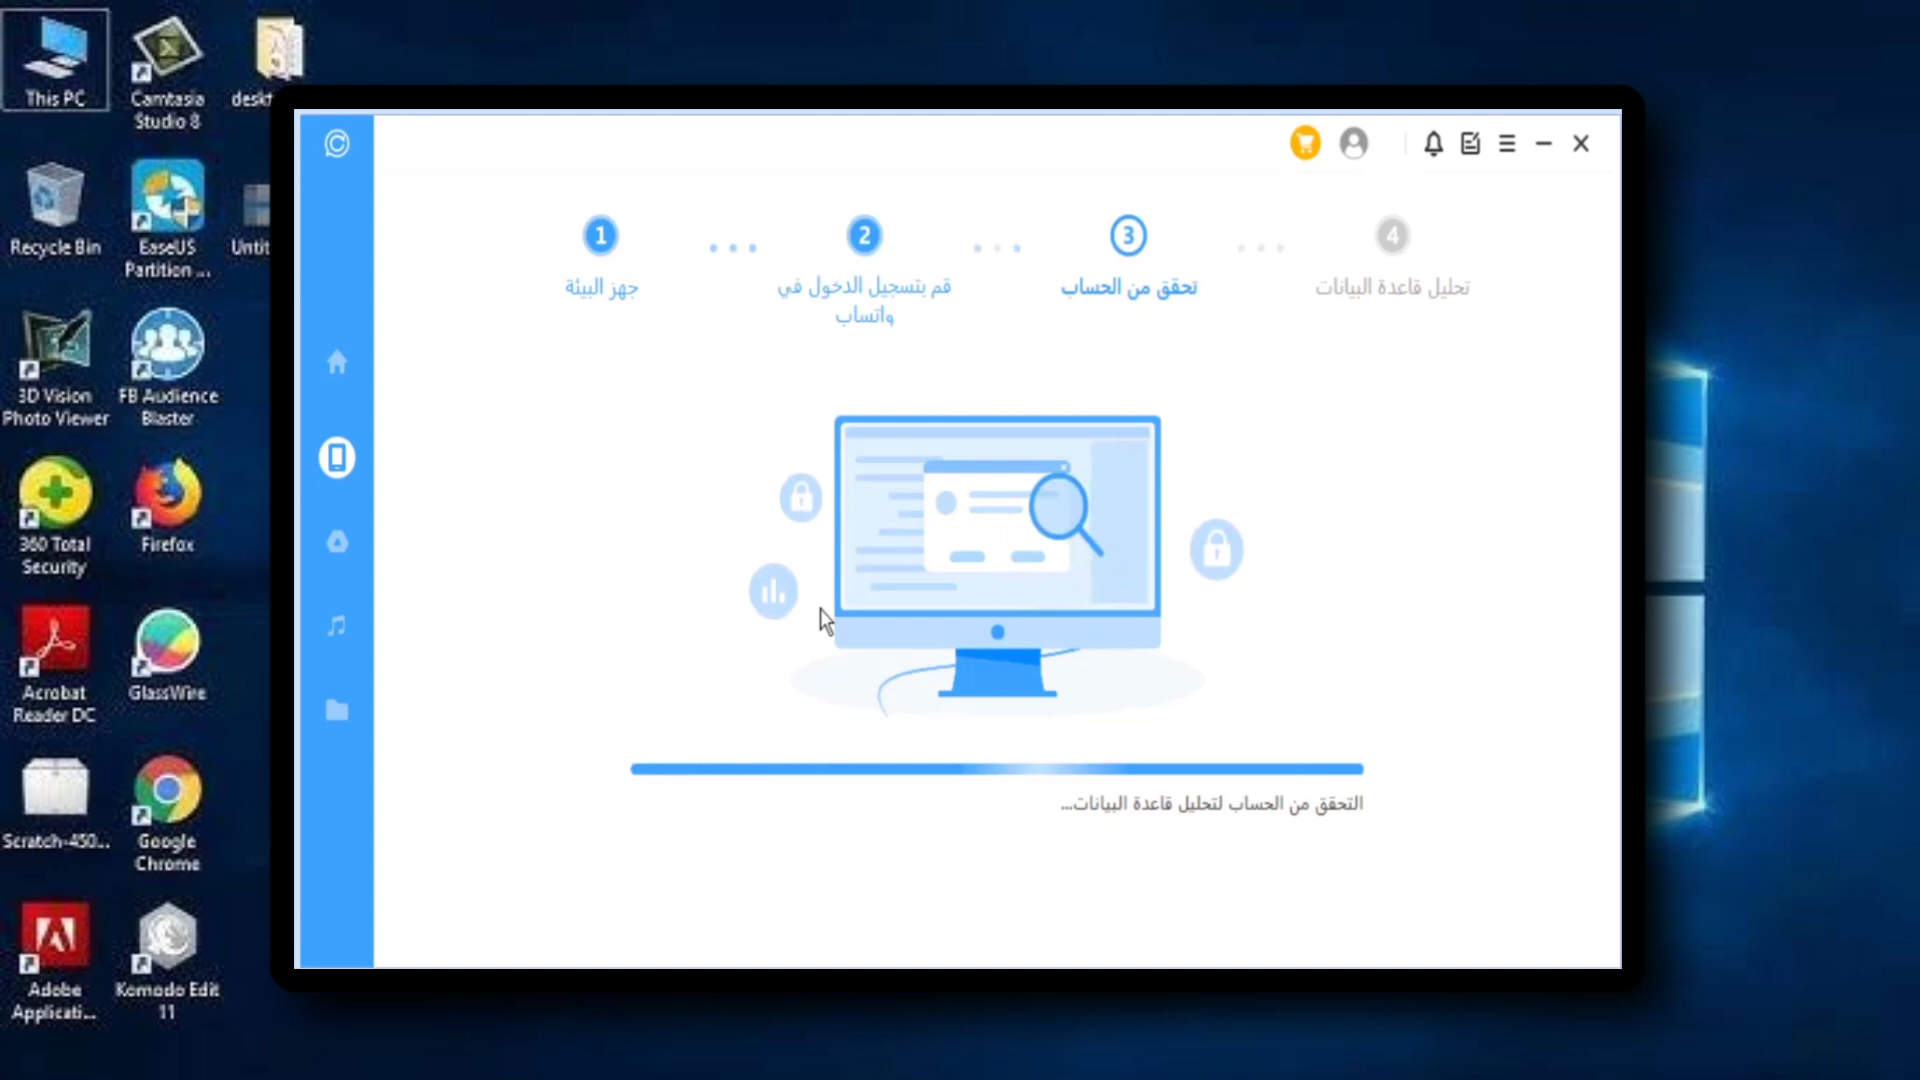 This PC
Camtasia
Studio 8
deskt
Recycle Bin
EaseUS
Partition ...
Untit
3D Vision
Photo Viewer
FB Audience
Blaster
360 Total
Security
Firefox
Acrobat
Reader DC
GlassWire
Scratch-450...
Google
Chrome
Adobe
Applicati...
Komodo Edit
11
1
2
3
4
جهز البيئة
قم بتسجيل الدخول في
واتساب
تحقق من الحساب
تحليل قاعدة البيانات
التحقق من الحساب لتحليل قاعدة البيانات...